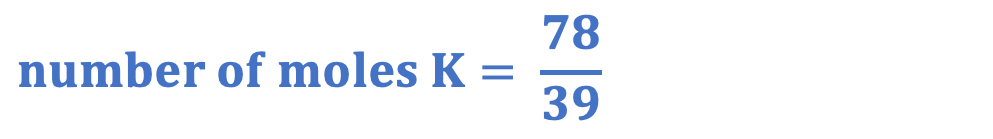 number of moles K = 78/39